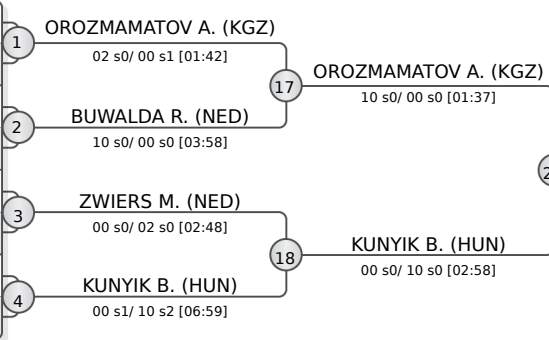 OROZMAMATOV A. (KGZ)
1
02 s0/ 00 s1 [01:42]
17
OROZMAMATOV A. (KGZ)
10 s0/ 00 s0 [01:37]
BUWALDA R. (NED)
2
10 s0/ 00 s0 [03:58]
2
ZWIERS M. (NED)
3
00 s0/ 02 s0 [02:48]
18
KUNYIK B. (HUN)
00 s0/ 10 s0 [02:58]
KUNYIK B. (HUN)
4
00 s1/ 10 s2 [06:59]